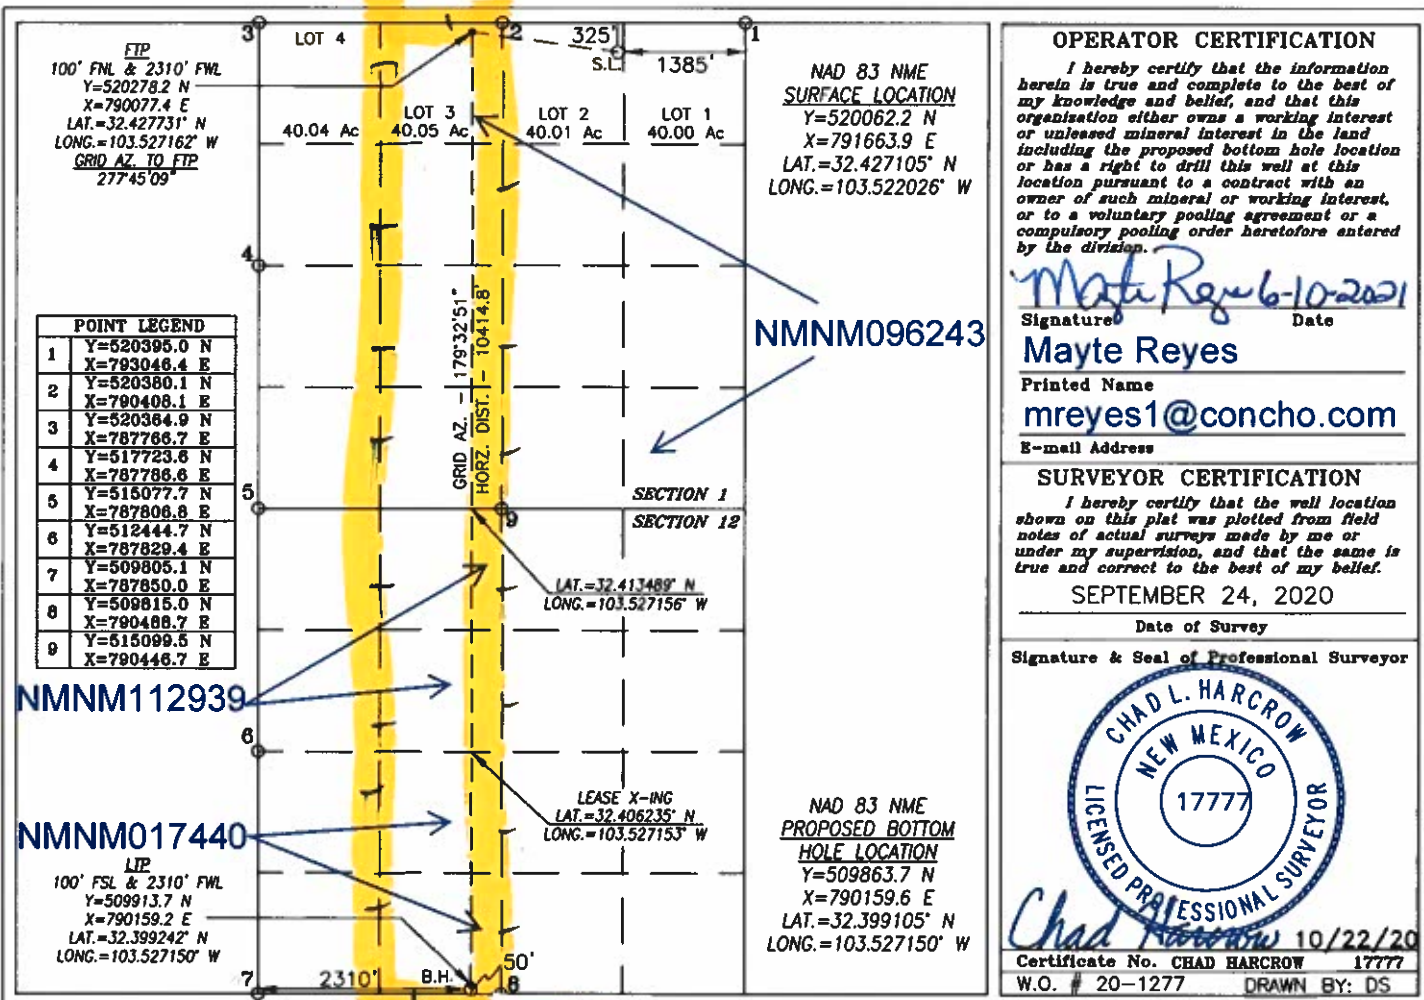 FTP
100' FNL & 2310' FWL
Y=520278.2 N
X=790077.4 E
LAT.=32.427731° N
LONG.=103.527162° W
GRID AZ. TO FTP
277°45'09"
3
LOT 4
2
325'
S.L.
1385'
1
40.04 Ac
LOT 3
40.05 Ac
LOT 2
40.01 Ac
LOT 1
40.00 Ac
NAD 83 NME
SURFACE LOCATION
Y=520062.2 N
X=791663.9 E
LAT.=32.427105° N
LONG.=103.522026° W
4
GRID AZ. - 179°32'51"
HORZ. DIST. - 10414.8'
NMNM096243
POINT LEGEND
1 Y=520395.0 N
X=793046.4 E
2 Y=520380.1 N
X=790408.1 E
3 Y=520364.9 N
X=787766.7 E
4 Y=517723.6 N
X=787786.6 E
5 Y=515077.7 N
X=787806.8 E
6 Y=512444.7 N
X=787829.4 E
7 Y=509805.1 N
X=787850.0 E
8 Y=509815.0 N
X=790488.7 E
9 Y=515099.5 N
X=790446.7 E
5
9
SECTION 1
SECTION 12
LAT.=32.413489° N
LONG.=103.527156° W
NMNM112939
6
LEASE X-ING
LAT.=32.406235° N
LONG.=103.527153° W
NMNM017440
LTP
100' FSL & 2310' FWL
Y=509913.7 N
X=790159.2 E
LAT.=32.399242° N
LONG.=103.527150° W
7
2310'
B.H.
50'
8
NAD 83 NME
PROPOSED BOTTOM
HOLE LOCATION
Y=509863.7 N
X=790159.6 E
LAT.=32.399105° N
LONG.=103.527150° W
OPERATOR CERTIFICATION
I hereby certify that the information
herein is true and complete to the best of
my knowledge and belief, and that this
organization either owns a working interest
or unleased mineral interest in the land
including the proposed bottom hole location
or has a right to drill this well at this
location pursuant to a contract with an
owner of such mineral or working interest,
or to a voluntary pooling agreement or a
compulsory pooling order heretofore entered
by the division.
Mayte Reyes 6-10-2021
Signature Date
Mayte Reyes
Printed Name
mreyes1@concho.com
E-mail Address
SURVEYOR CERTIFICATION
I hereby certify that the well location
shown on this plat was plotted from field
notes of actual surveys made by me or
under my supervision, and that the same is
true and correct to the best of my belief.
SEPTEMBER 24, 2020
Date of Survey
Signature & Seal of Professional Surveyor
CHAD L. HARCROW
NEW MEXICO
17777
LICENSED PROFESSIONAL SURVEYOR
Chad Harcrow 10/22/20
Certificate No. CHAD HARCROW 17777
W.O. # 20-1277 DRAWN BY: DS